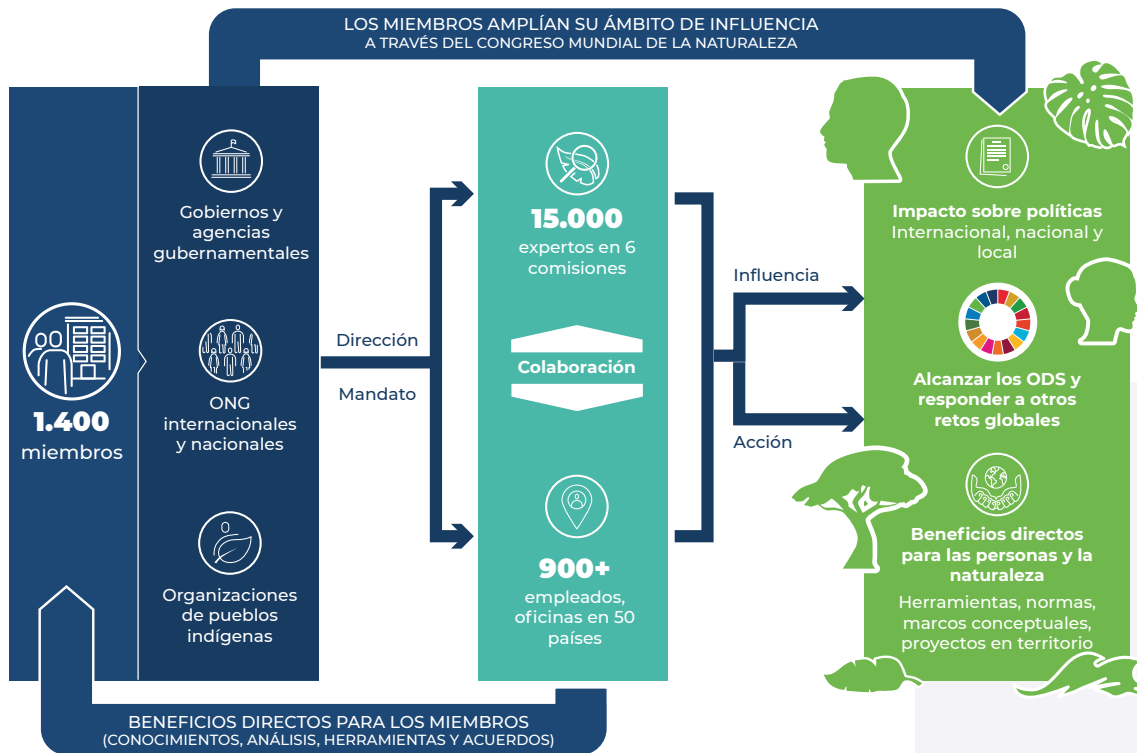 LOS MIEMBROS AMPLÍAN SU ÁMBITO DE INFLUENCIA
A TRAVÉS DEL CONGRESO MUNDIAL DE LA NATURALEZA
1.400
miembros
Gobiernos y
agencias
gubernamentales
ONG
internacionales
y nacionales
Organizaciones
de pueblos
indígenas
Dirección
Mandato
15.000
expertos en 6
comisiones
Colaboración
900+
empleados,
oficinas en 50
países
Influencia
Acción
Impacto sobre políticas
Internacional, nacional y
local
Alcanzar los ODS y
responder a otros
retos globales
Beneficios directos
para las personas y la
naturaleza
Herramientas, normas,
marcos conceptuales,
proyectos en territorio
BENEFICIOS DIRECTOS PARA LOS MIEMBROS
(CONOCIMIENTOS, ANÁLISIS, HERRAMIENTAS Y ACUERDOS)